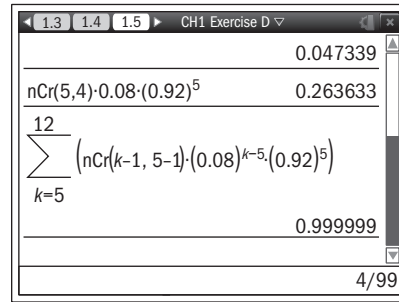 1.3 1.4 1.5 CH1 Exercise D
0.047339
nCr(5,4)·0.08·(0.92)⁵ 0.263633
12
∑ (nCr(k–1, 5–1)·(0.08)ᵏ⁻⁵·(0.92)⁵)
k=5
0.999999
4/99